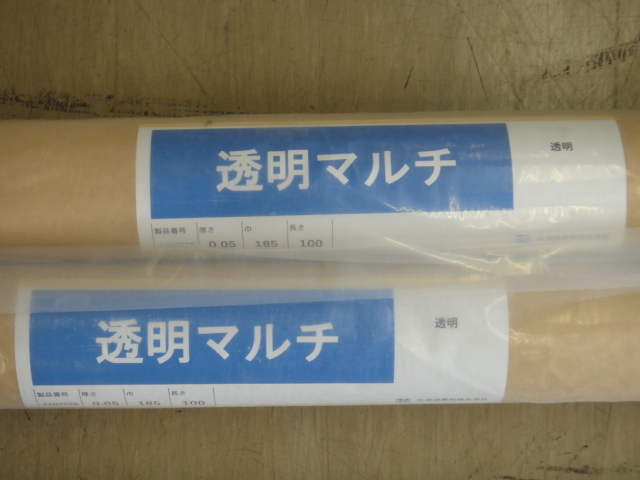 透明マルチ
透明
製品番号 厚さ 巾 長さ
0.05 185 100
透明マルチ
透明
製品番号 厚さ 巾 長さ
0.05 185 100